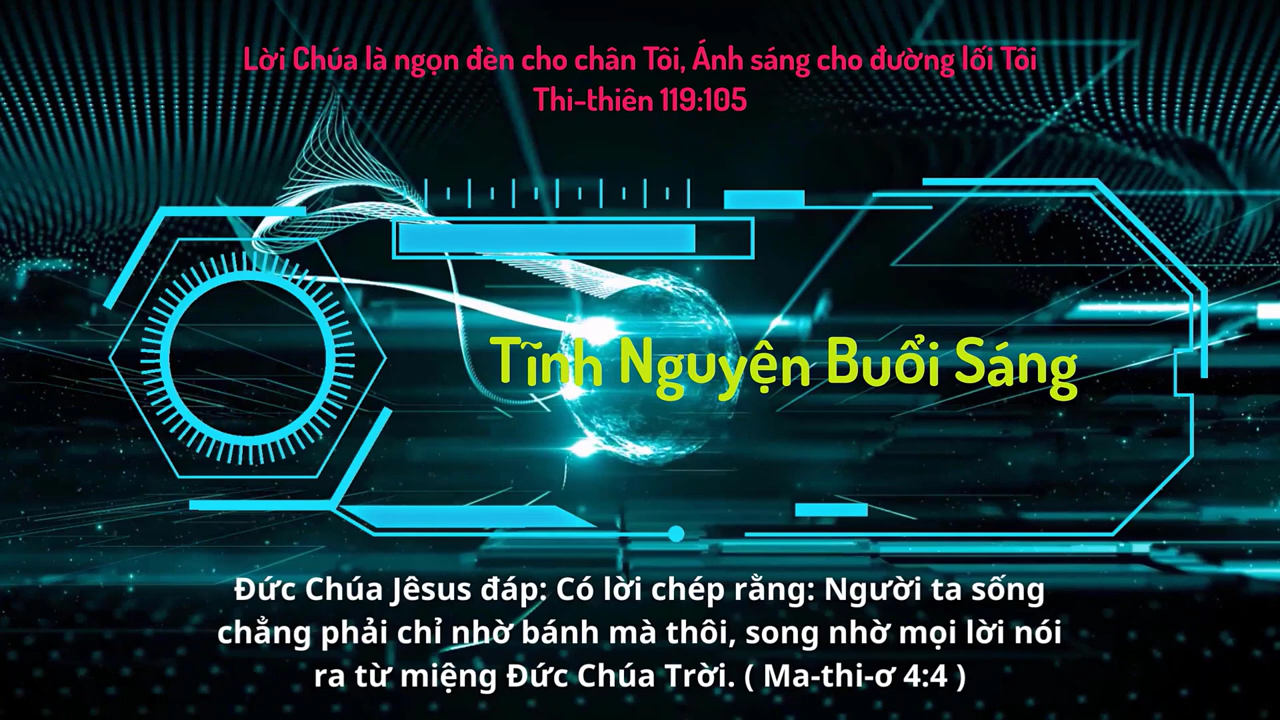 Lời Chúa là ngọn đèn cho chân Tôi, Ánh sáng cho đường lối Tôi
Thi-thiên 119:105
Tĩnh Nguyện Buổi Sáng
Đức Chúa Jêsus đáp: Có lời chép rằng: Người ta sống
chẳng phải chỉ nhờ bánh mà thôi, song nhờ mọi lời nói
ra từ miệng Đức Chúa Trời. ( Ma-thi-ơ 4:4 )